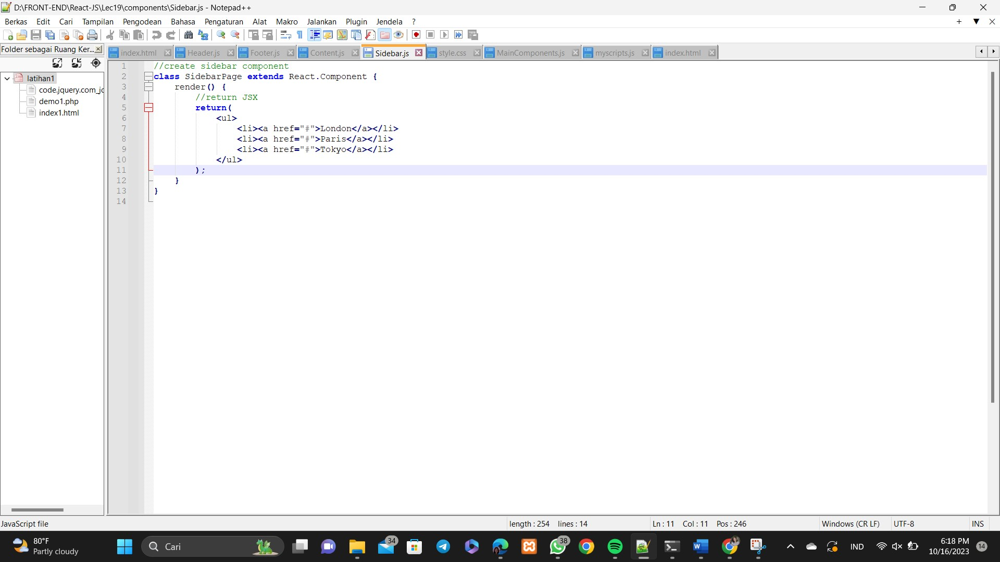 D:\FRONT-END\React-JS\Lec19\components\Sidebar.js - Notepad++
Berkas Edit Cari Tampilan Pengodean Bahasa Pengaturan Alat Makro Jalankan Plugin Jendela ?
Folder sebagai Ruang Ker...
index.html Header.js Footer.js Content.js Sidebar.js style.css MainComponents.js myscripts.js index.html
latihan1
code.jquery.com_jq
demo1.php
index1.html
1 //create sidebar component
2 class SidebarPage extends React.Component {
3 render() {
4 //return JSX
5 return(
6 <ul>
7 <li><a href="#">London</a></li>
8 <li><a href="#">Paris</a></li>
9 <li><a href="#">Tokyo</a></li>
10 </ul>
11 );
12 }
13 }
14
JavaScript file length : 254 lines : 14 Ln : 11 Col : 11 Pos : 246 Windows (CR LF) UTF-8 INS
80°F
Partly cloudy
Cari
34
38
IND
6:18 PM
10/16/2023
14